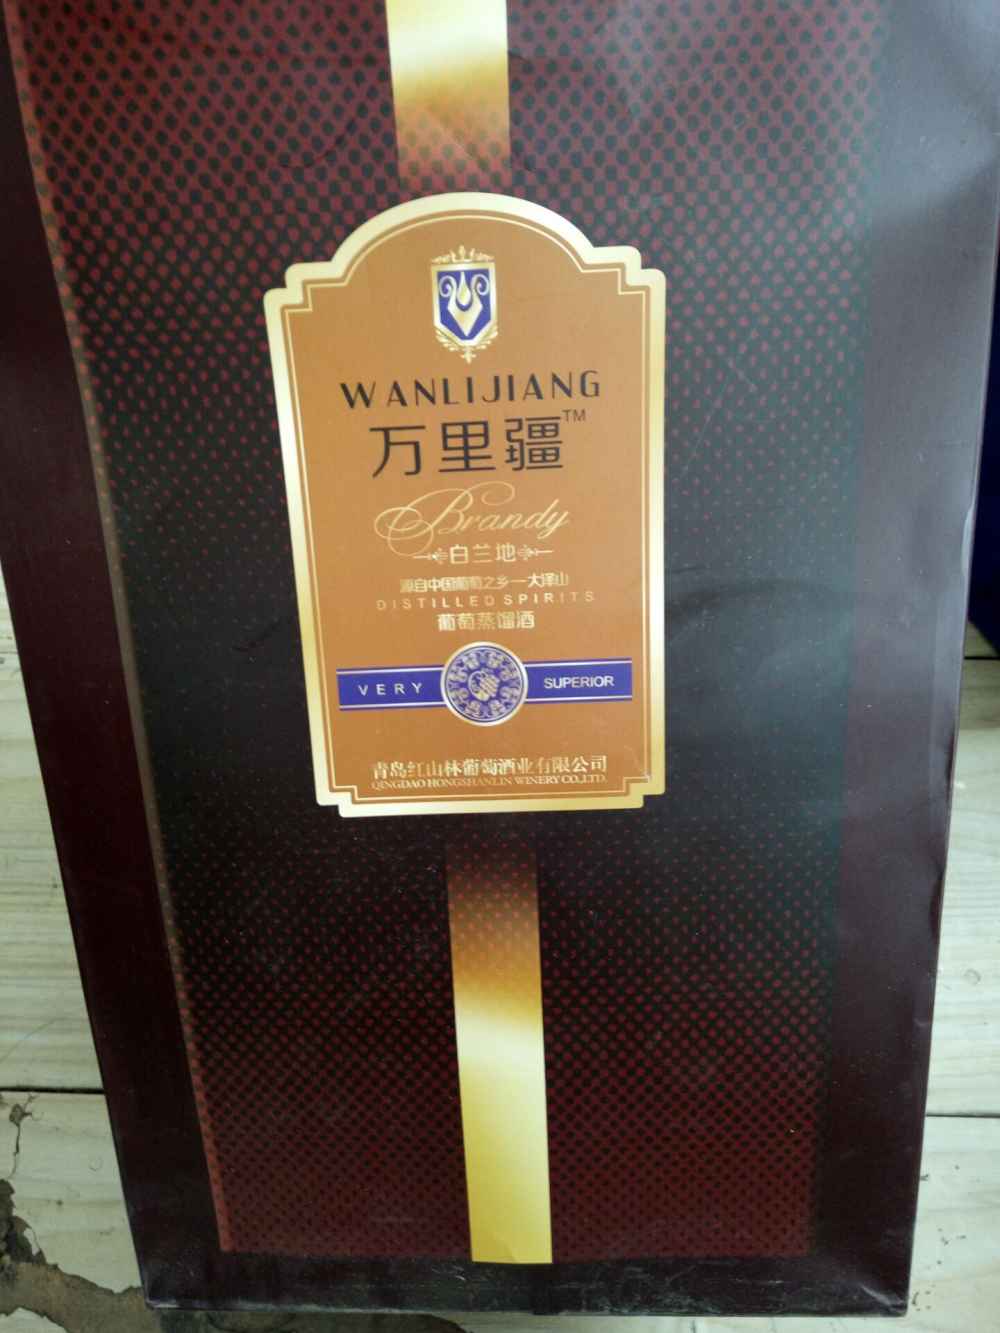 WANLIJIANG
万里疆™
Brandy
白兰地
源自中国葡萄之乡—大泽山
DISTILLED SPIRITS
葡萄蒸馏酒
VERY SUPERIOR
青岛红山林葡萄酒业有限公司
QINGDAO HONGSHANLIN WINERY CO.,LTD.